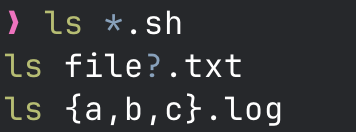 ❱ ls *.sh
ls file?.txt
ls {a,b,c}.log